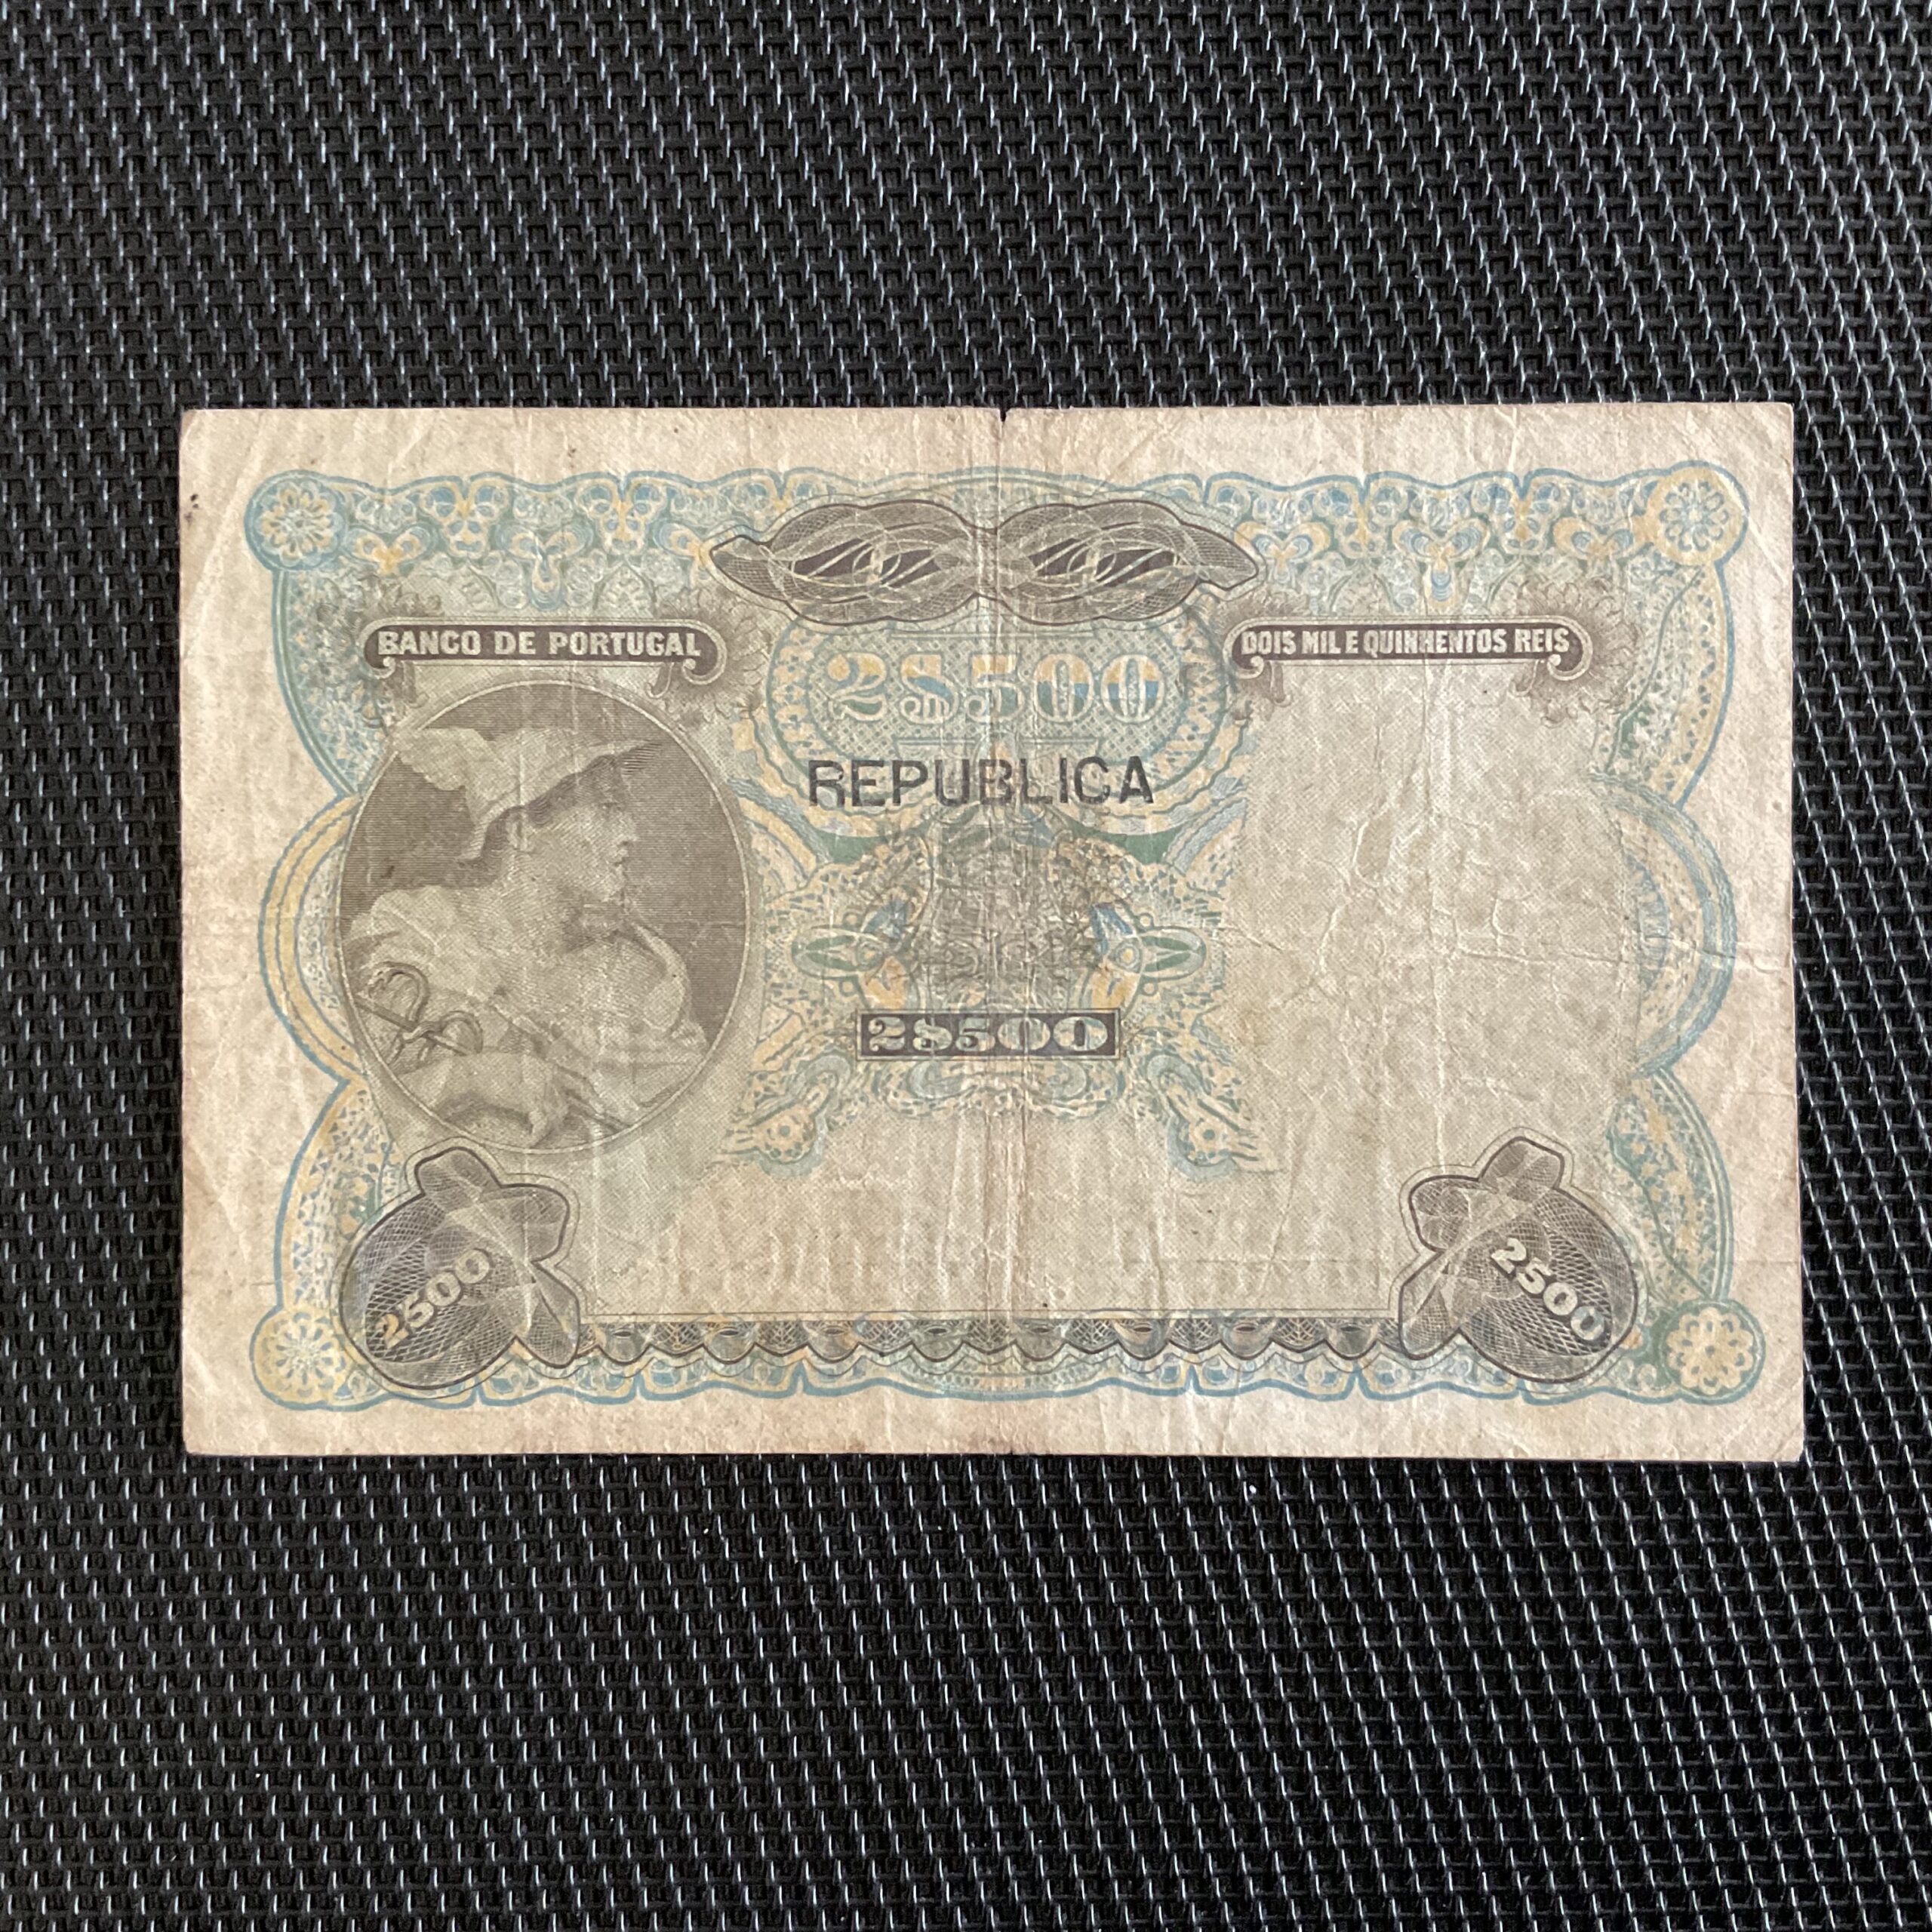 BANCO DE PORTUGAL
DOIS MIL E QUINHENTOS REIS
2$500
REPUBLICA
2$500
2500
2500